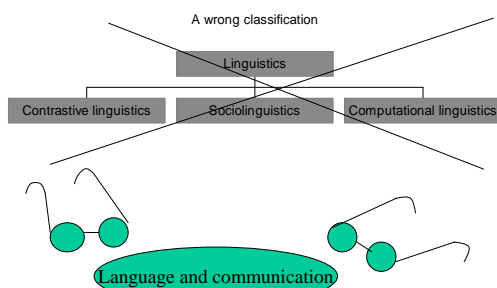 A wrong classification
Linguistics
Contrastive linguistics Sociolinguistics Computational linguistics
Language and communication